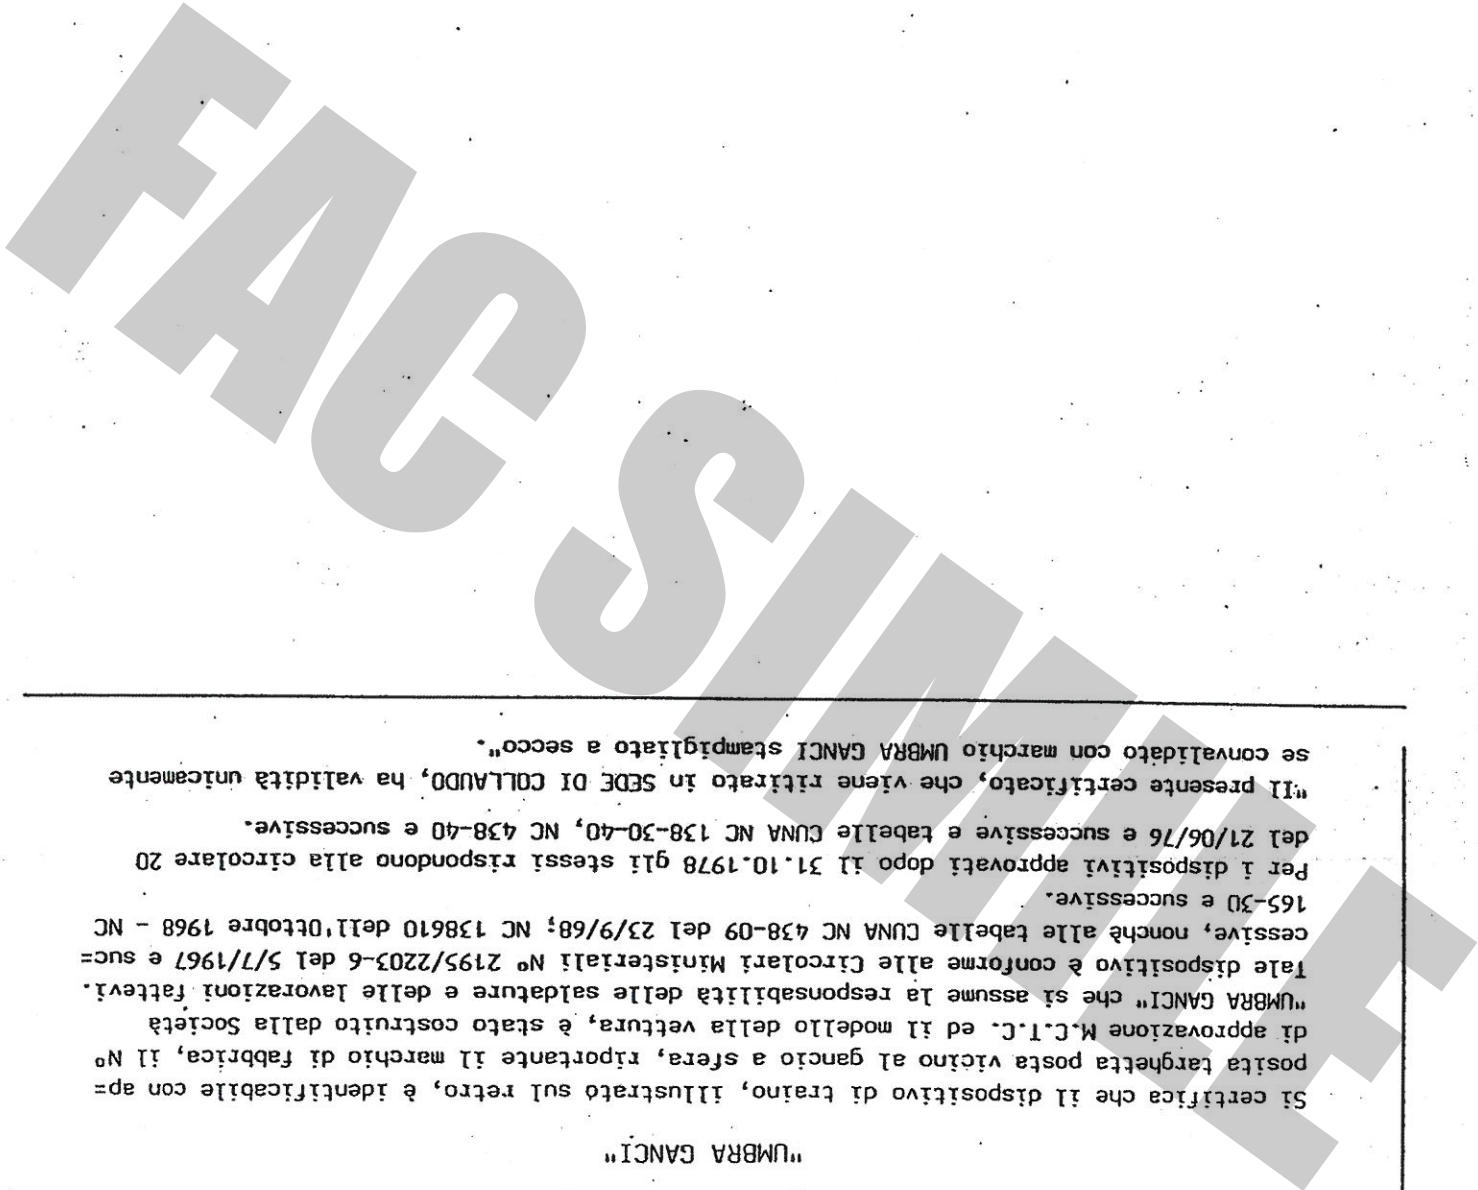 "UMBRA GANCI"
Si certifica che il dispositivo di traino, illustrato sul retro, è identificabile con ap=
posita targhetta posta vicino al gancio a sfera, riportante il marchio di fabbrica, il Nº
di approvazione M.C.T.C. ed il modello della vettura, è stato costruito dalla Società
"UMBRA GANCI" che si assume la responsabilità delle saldature e delle lavorazioni fattevi.
Tale dispositivo è conforme alle Circolari Ministeriali Nº 2195/2203-6 del 5/7/1967 e suc=
cessive, nonchè alle tabelle CUNA NC 438-09 del 23/9/68; NC 138610 dell'Ottobre 1968 - NC
165-30 e successive.
Per i dispositivi approvati dopo il 31.10.1978 gli stessi rispondono alla circolare 20
del 21/06/76 e successive e tabelle CUNA NC 138-30-40, NC 438-40 e successive.
"Il presente certificato, che viene ritirato in SEDE DI COLLAUDO, ha validità unicamente
se convalidato con marchio UMBRA GANCI stampigliato a secco".
FAC SIMILE